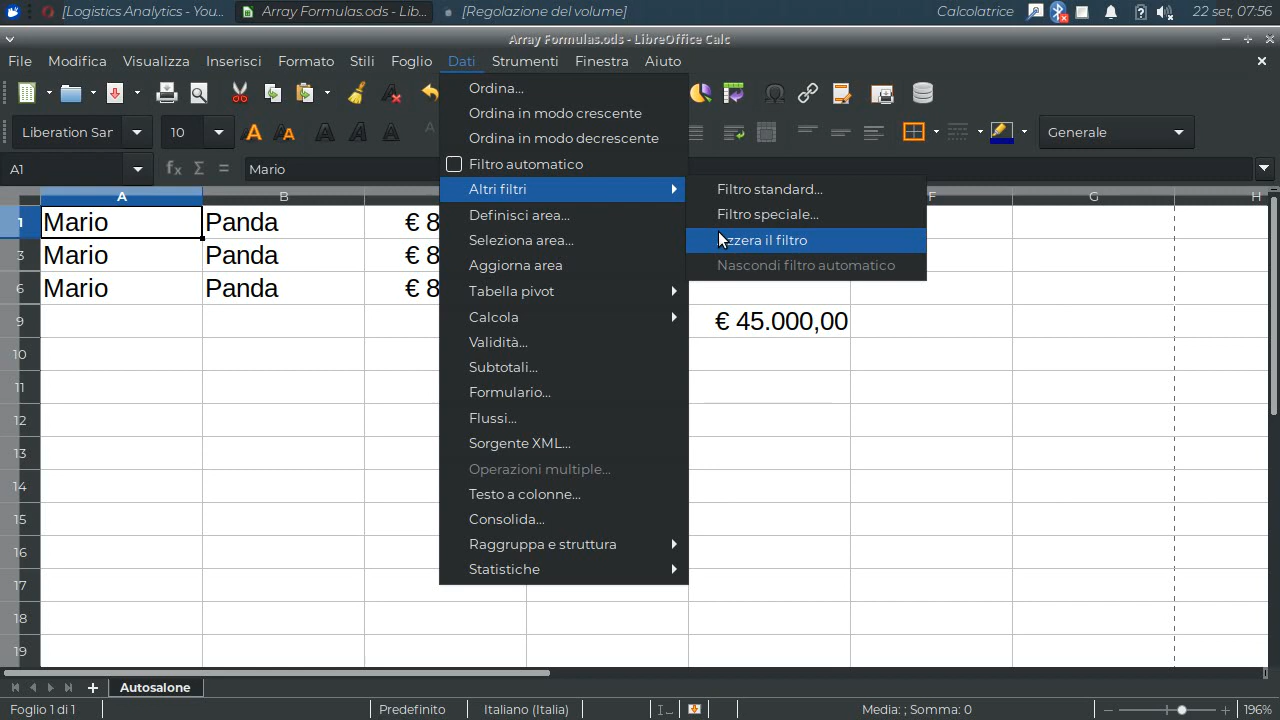 [Logistics Analytics - You...
Array Formulas.ods - Lib...
[Regolazione del volume]
Calcolatrice
22 set, 07:56
Array Formulas.ods - LibreOffice Calc
File Modifica Visualizza Inserisci Formato Stili Foglio Dati Strumenti Finestra Aiuto
Liberation Sar 10 Generale
A1 Mario
A B F G H
1 Mario Panda € 8
3 Mario Panda € 8
6 Mario Panda € 8
9 € 45.000,00
10
11
12
13
14
15
16
17
18
19
Ordina...
Ordina in modo crescente
Ordina in modo decrescente
Filtro automatico
Altri filtri
Definisci area...
Seleziona area...
Aggiorna area
Tabella pivot
Calcola
Validità...
Subtotali...
Formulario...
Flussi...
Sorgente XML...
Operazioni multiple...
Testo a colonne...
Consolida...
Raggruppa e struttura
Statistiche
Filtro standard...
Filtro speciale...
zzera il filtro
Nascondi filtro automatico
Autosalone
Foglio 1 di 1 Predefinito Italiano (Italia) Media: ; Somma: 0 196%